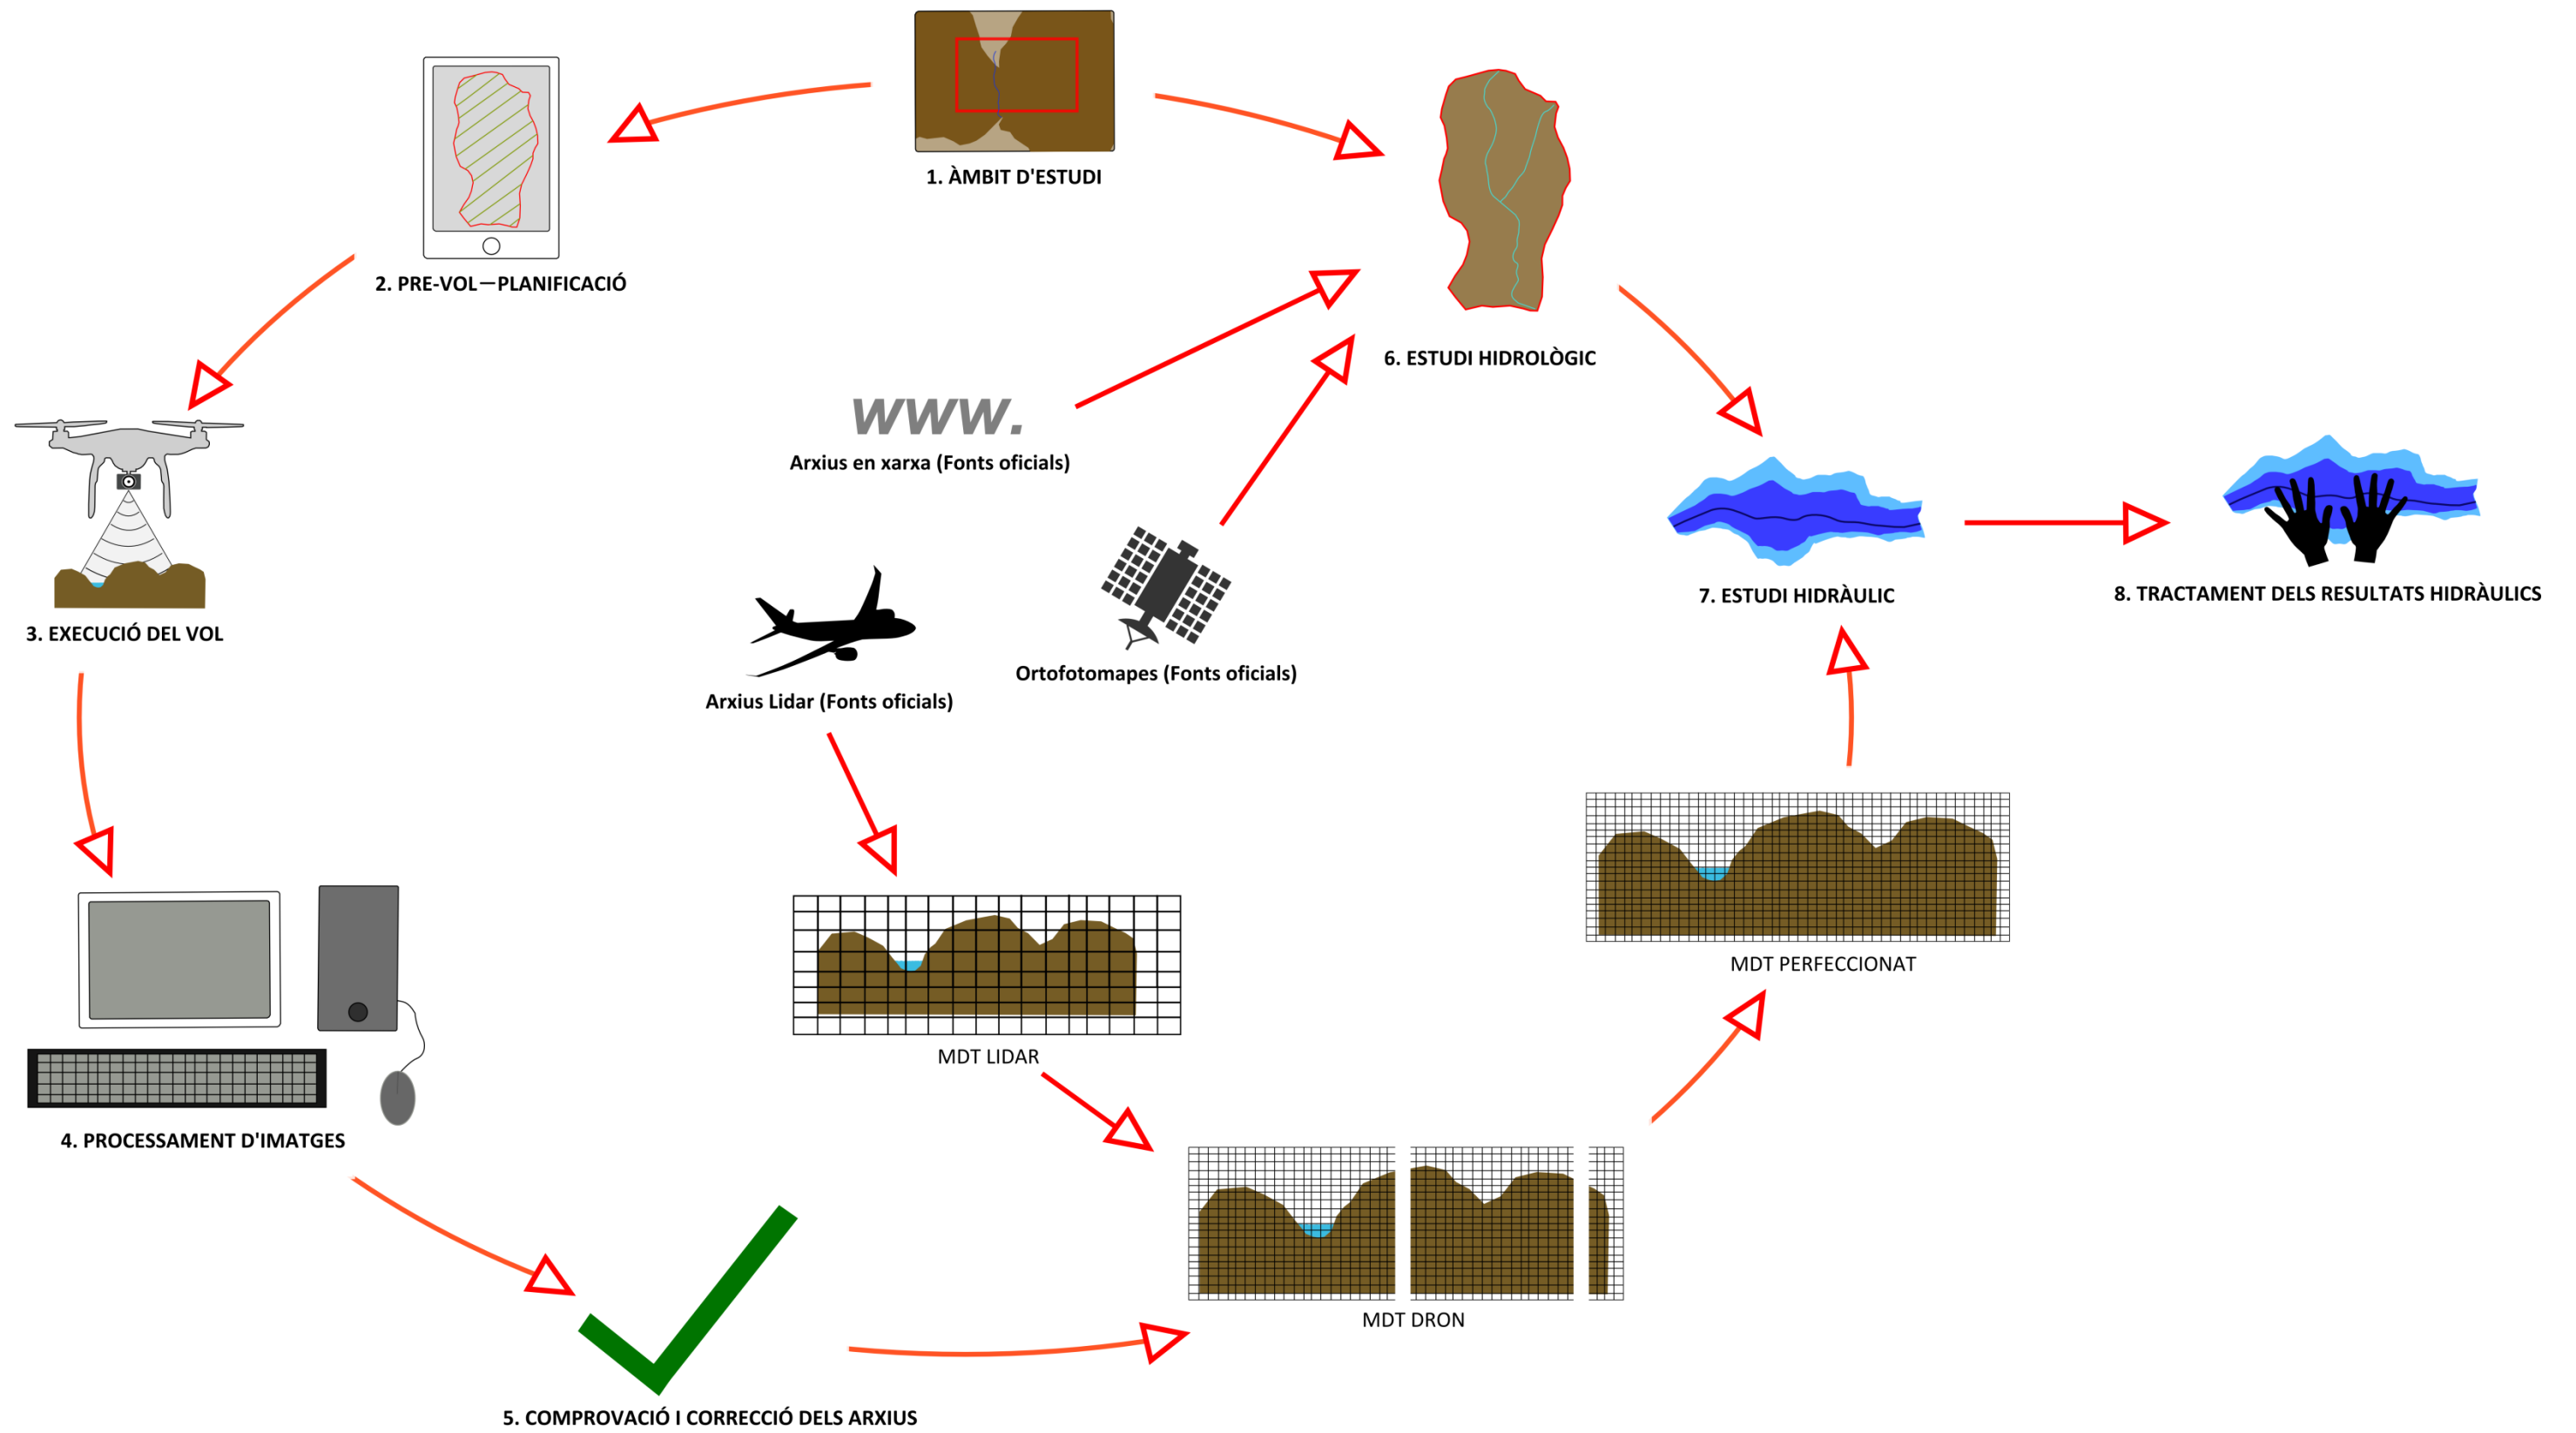 1. ÀMBIT D'ESTUDI
2. PRE-VOL—PLANIFICACIÓ
6. ESTUDI HIDROLÒGIC
www.
Arxius en xarxa (Fonts oficials)
7. ESTUDI HIDRÀULIC
8. TRACTAMENT DELS RESULTATS HIDRÀULICS
3. EXECUCIÓ DEL VOL
Ortofotomapes (Fonts oficials)
Arxius Lidar (Fonts oficials)
MDT PERFECCIONAT
MDT LIDAR
4. PROCESSAMENT D'IMATGES
MDT DRON
5. COMPROVACIÓ I CORRECCIÓ DELS ARXIUS